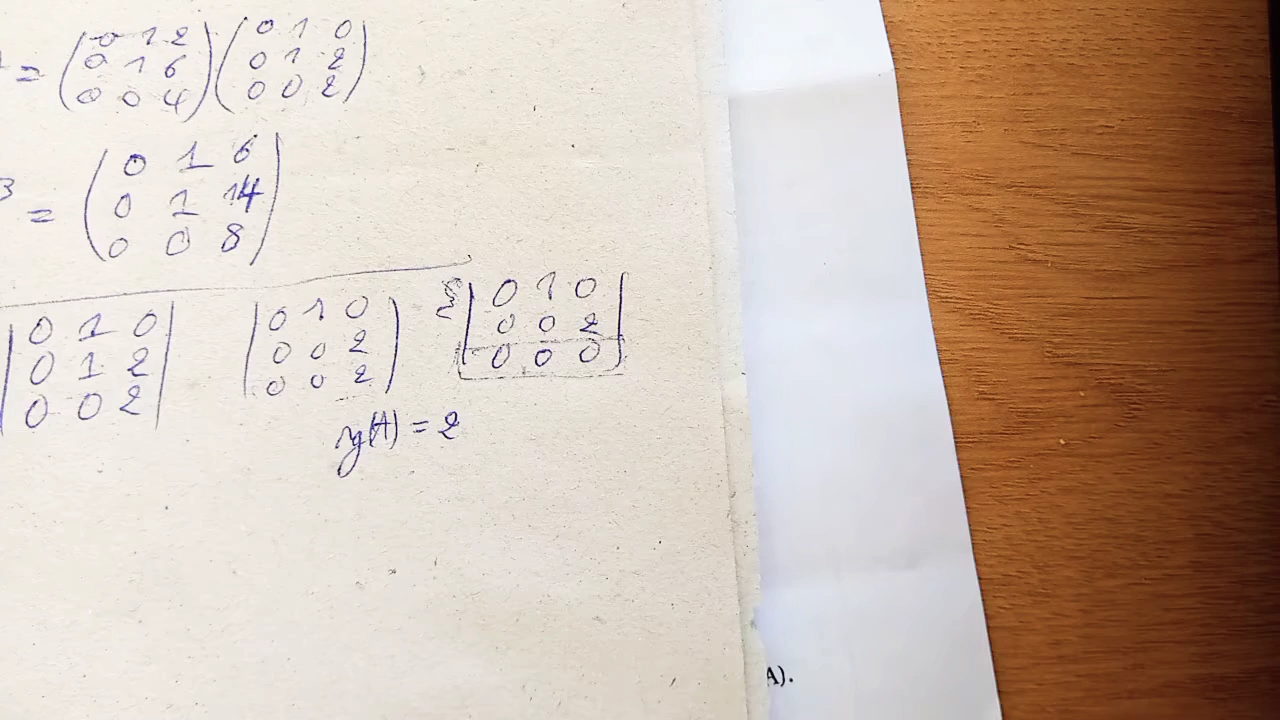 = (0 1 2) (0 1 0)
(0 1 6) (0 1 2)
(0 0 4) (0 0 2)
3 = (0 1 6)
(0 1 14)
(0 0 8)
|0 1 0| |0 1 0| |0 1 0|
|0 1 2| |0 0 2| |0 0 2|
|0 0 2| |0 0 2| |0 0 0|
rg(A) = 2
A).